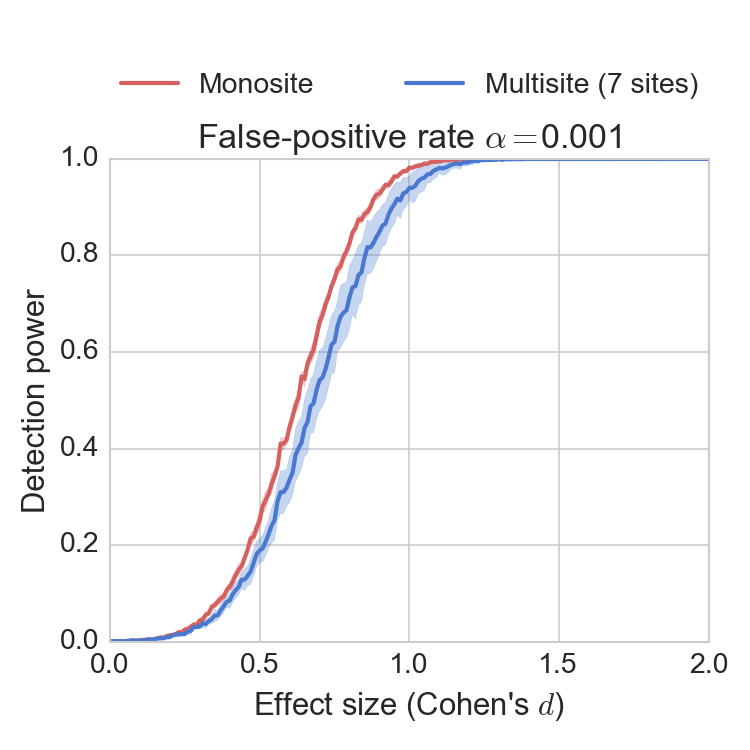 Monosite
Multisite (7 sites)
False-positive rate α=0.001
1.0
0.8
0.6
0.4
0.2
0.0
Detection power
0.0 0.5 1.0 1.5 2.0
Effect size (Cohen's d)